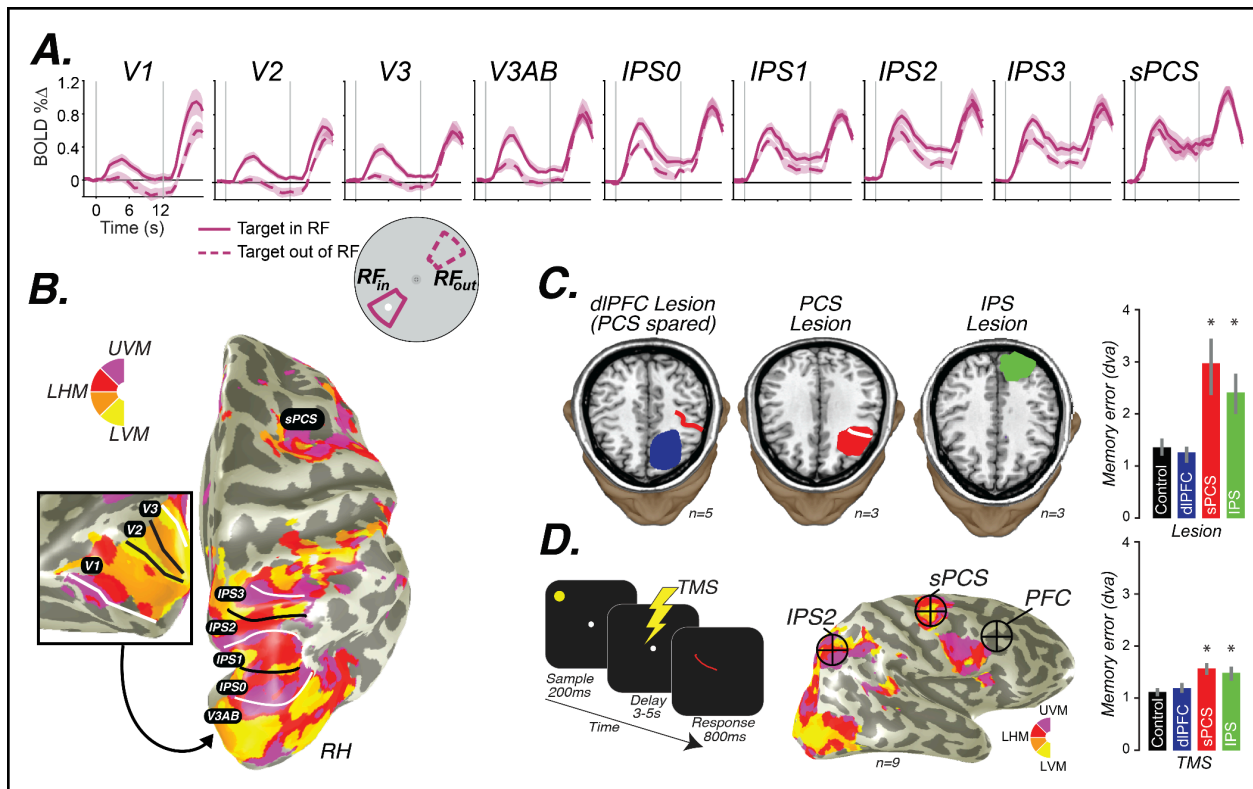 A.
V1 V2 V3 V3AB IPS0 IPS1 IPS2 IPS3 sPCS
BOLD %Δ
1.2
0.8
0.4
0
0 6 12
Time (s)
Target in RF
Target out of RF
RFin
RFout
B.
UVM
LHM
LVM
sPCS
V3
V2
V1
IPS3
IPS2
IPS1
IPS0
V3AB
RH
C.
dlPFC Lesion
(PCS spared)
n=5
PCS
Lesion
n=3
IPS
Lesion
n=3
Memory error (dva)
4
3
2
1
0
* *
Control
dlPFC
sPCS
IPS
Lesion
D.
TMS
Sample
200ms
Delay
3-5s
Response
800ms
Time
IPS2
sPCS
PFC
n=9
UVM
LHM
LVM
Memory error (dva)
4
3
2
1
0
* *
Control
dlPFC
sPCS
IPS
TMS